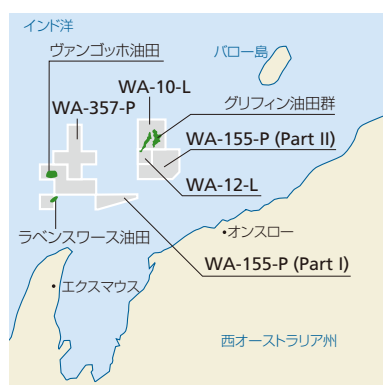 インド洋
ヴァンゴッホ油田
バロー島
WA-10-L
WA-357-P
グリフィン油田群
WA-155-P (Part II)
WA-12-L
ラベンスワース油田
オンスロー
WA-155-P (Part I)
エクスマウス
西オーストラリア州